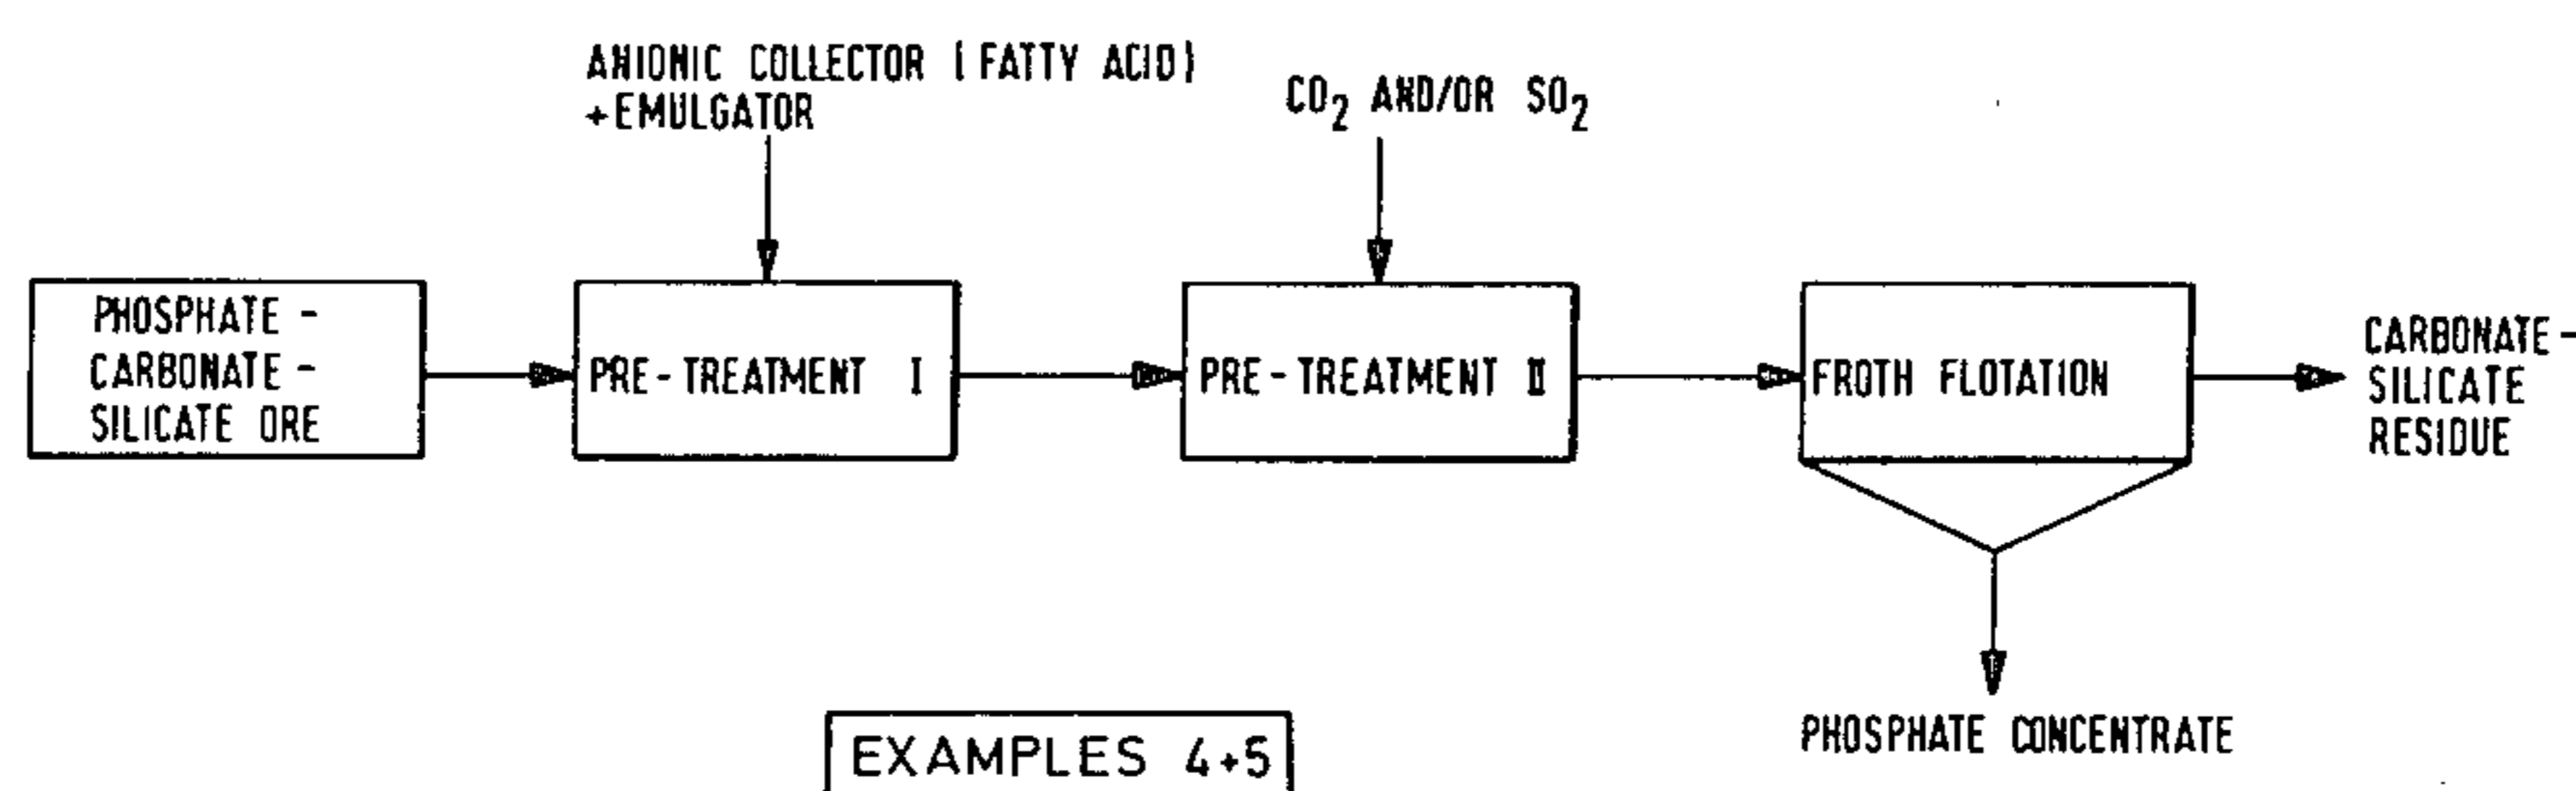 ANIONIC COLLECTOR (FATTY ACID)
+EMULGATOR
CO2 AND/OR SO2
PHOSPHATE -
CARBONATE -
SILICATE ORE
PRE-TREATMENT I
PRE-TREATMENT II
FROTH FLOTATION
CARBONATE -
SILICATE
RESIDUE
PHOSPHATE CONCENTRATE
EXAMPLES 4+5